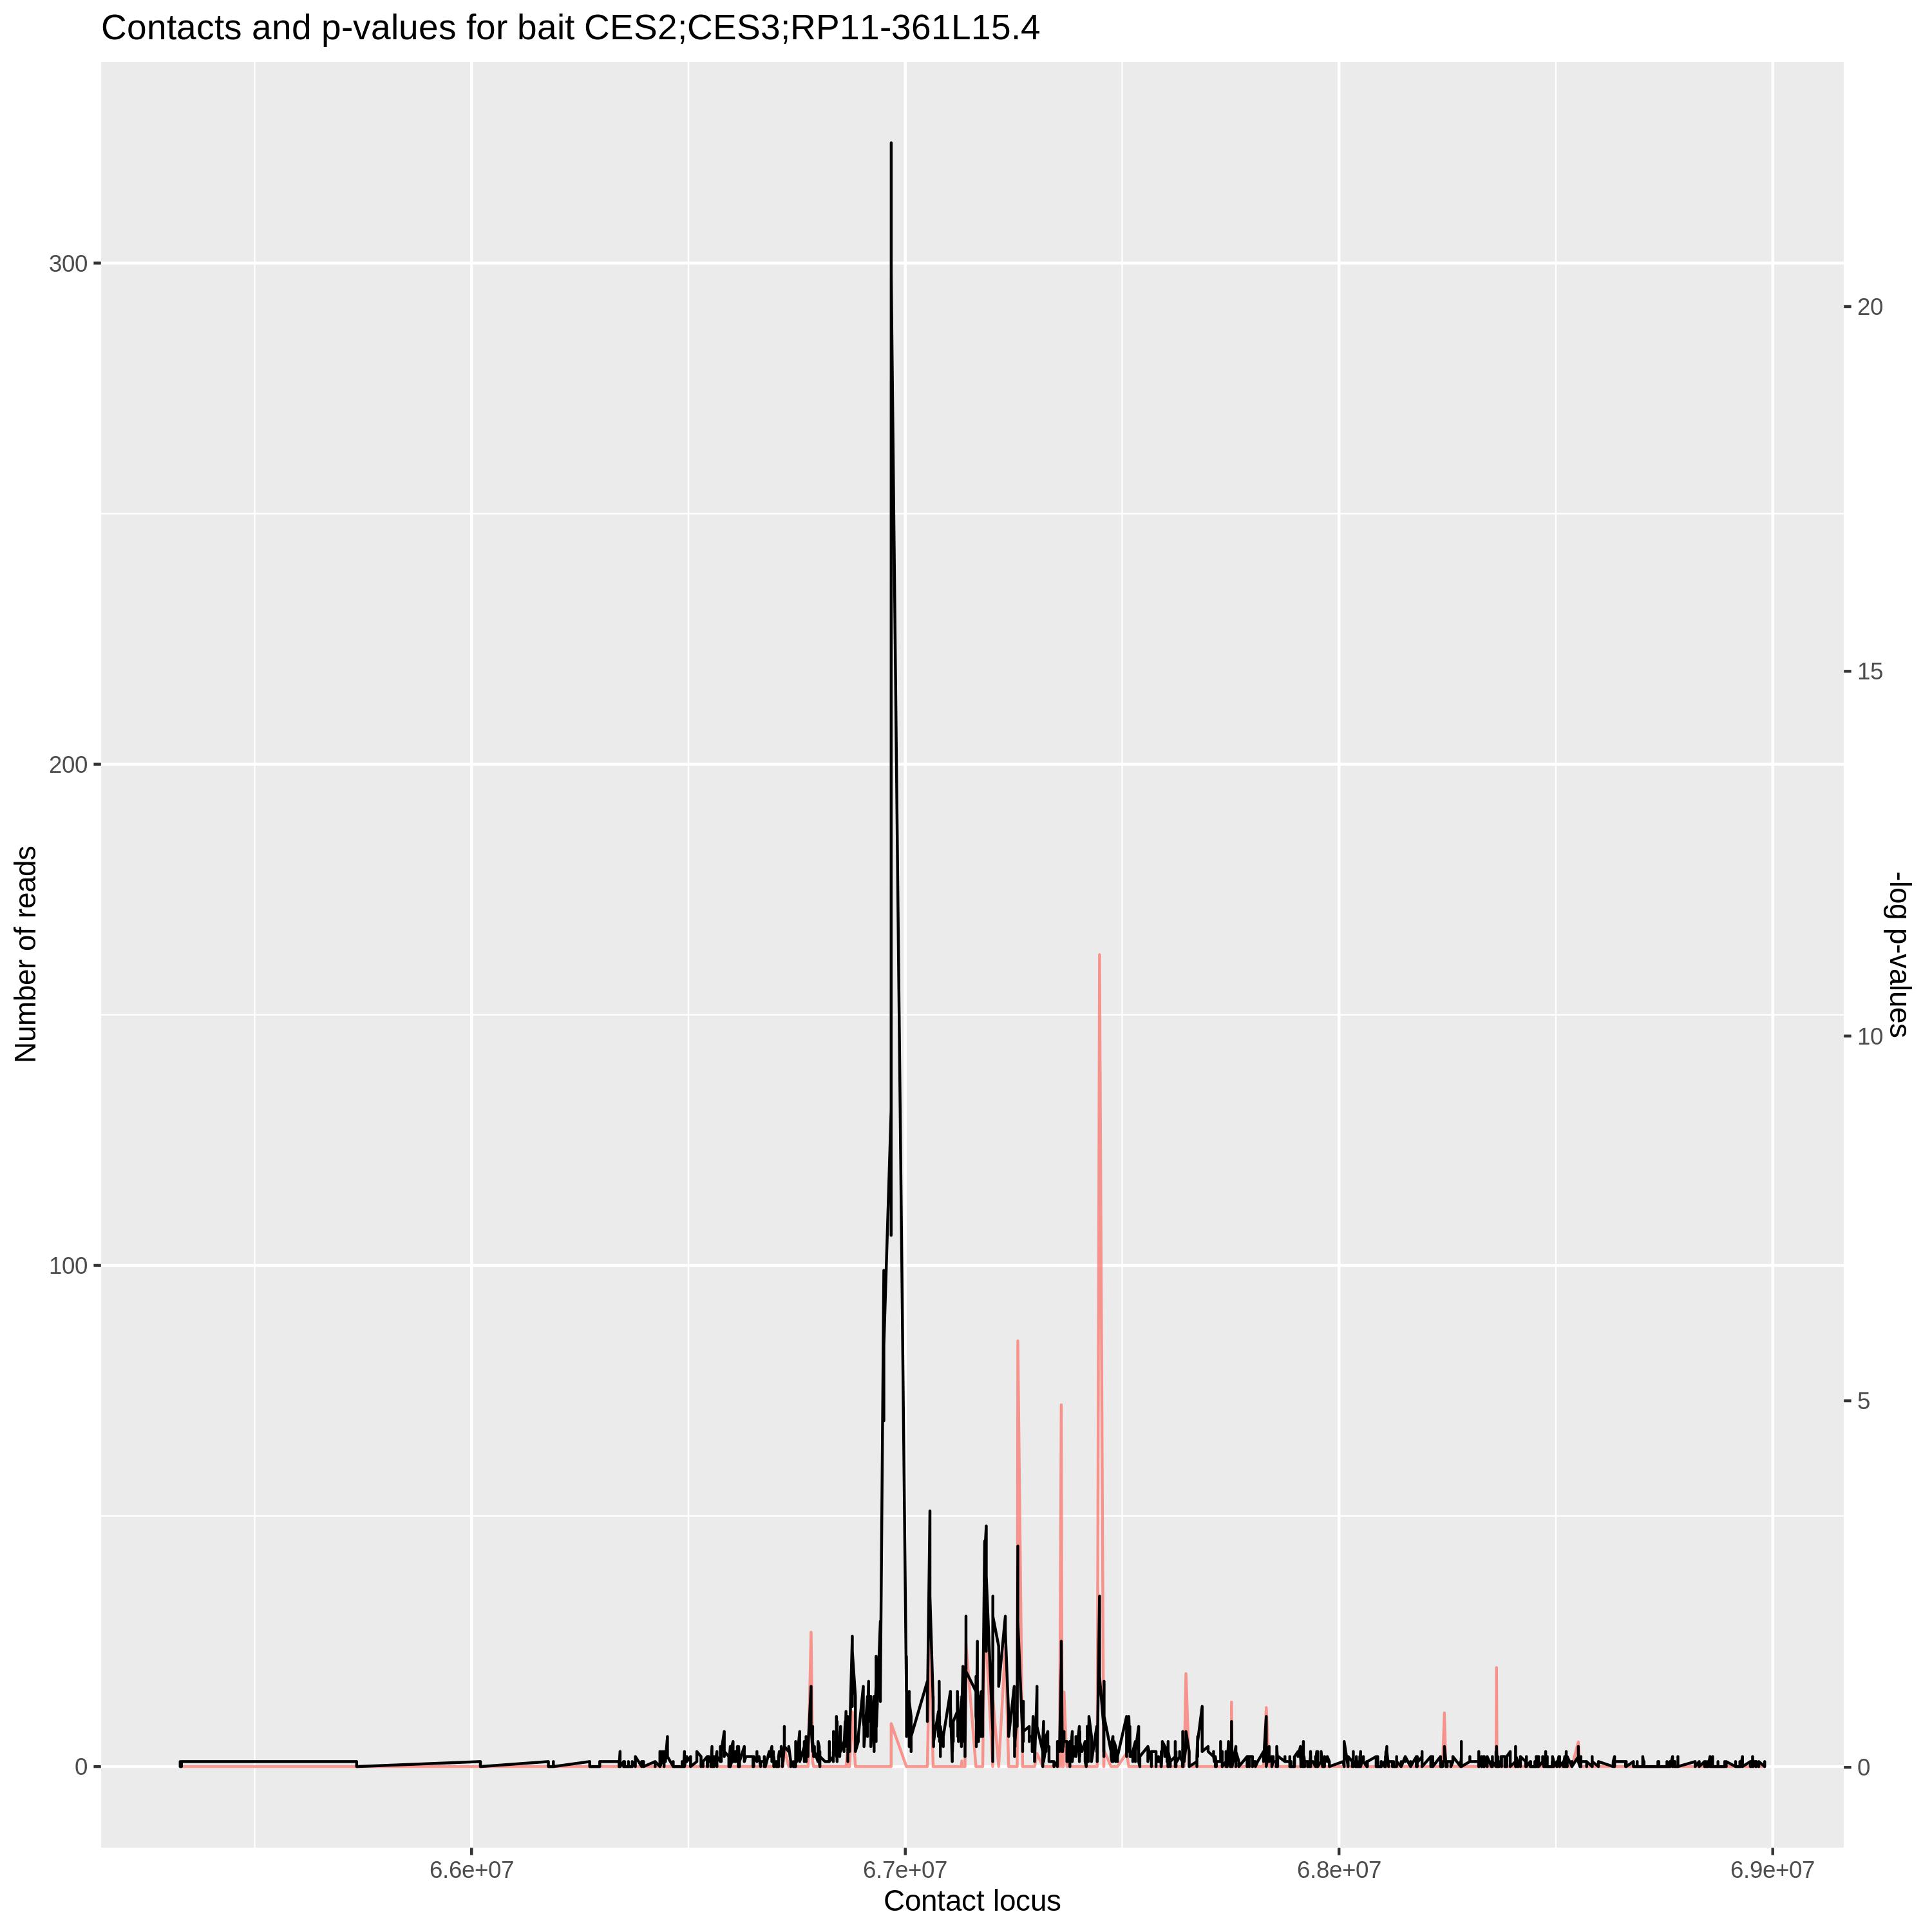 Contacts and p-values for bait CES2;CES3;RP11-361L15.4
300
200
100
0
Number of reads
20
15
10
5
0
-log p-values
6.6e+07
6.7e+07
6.8e+07
6.9e+07
Contact locus